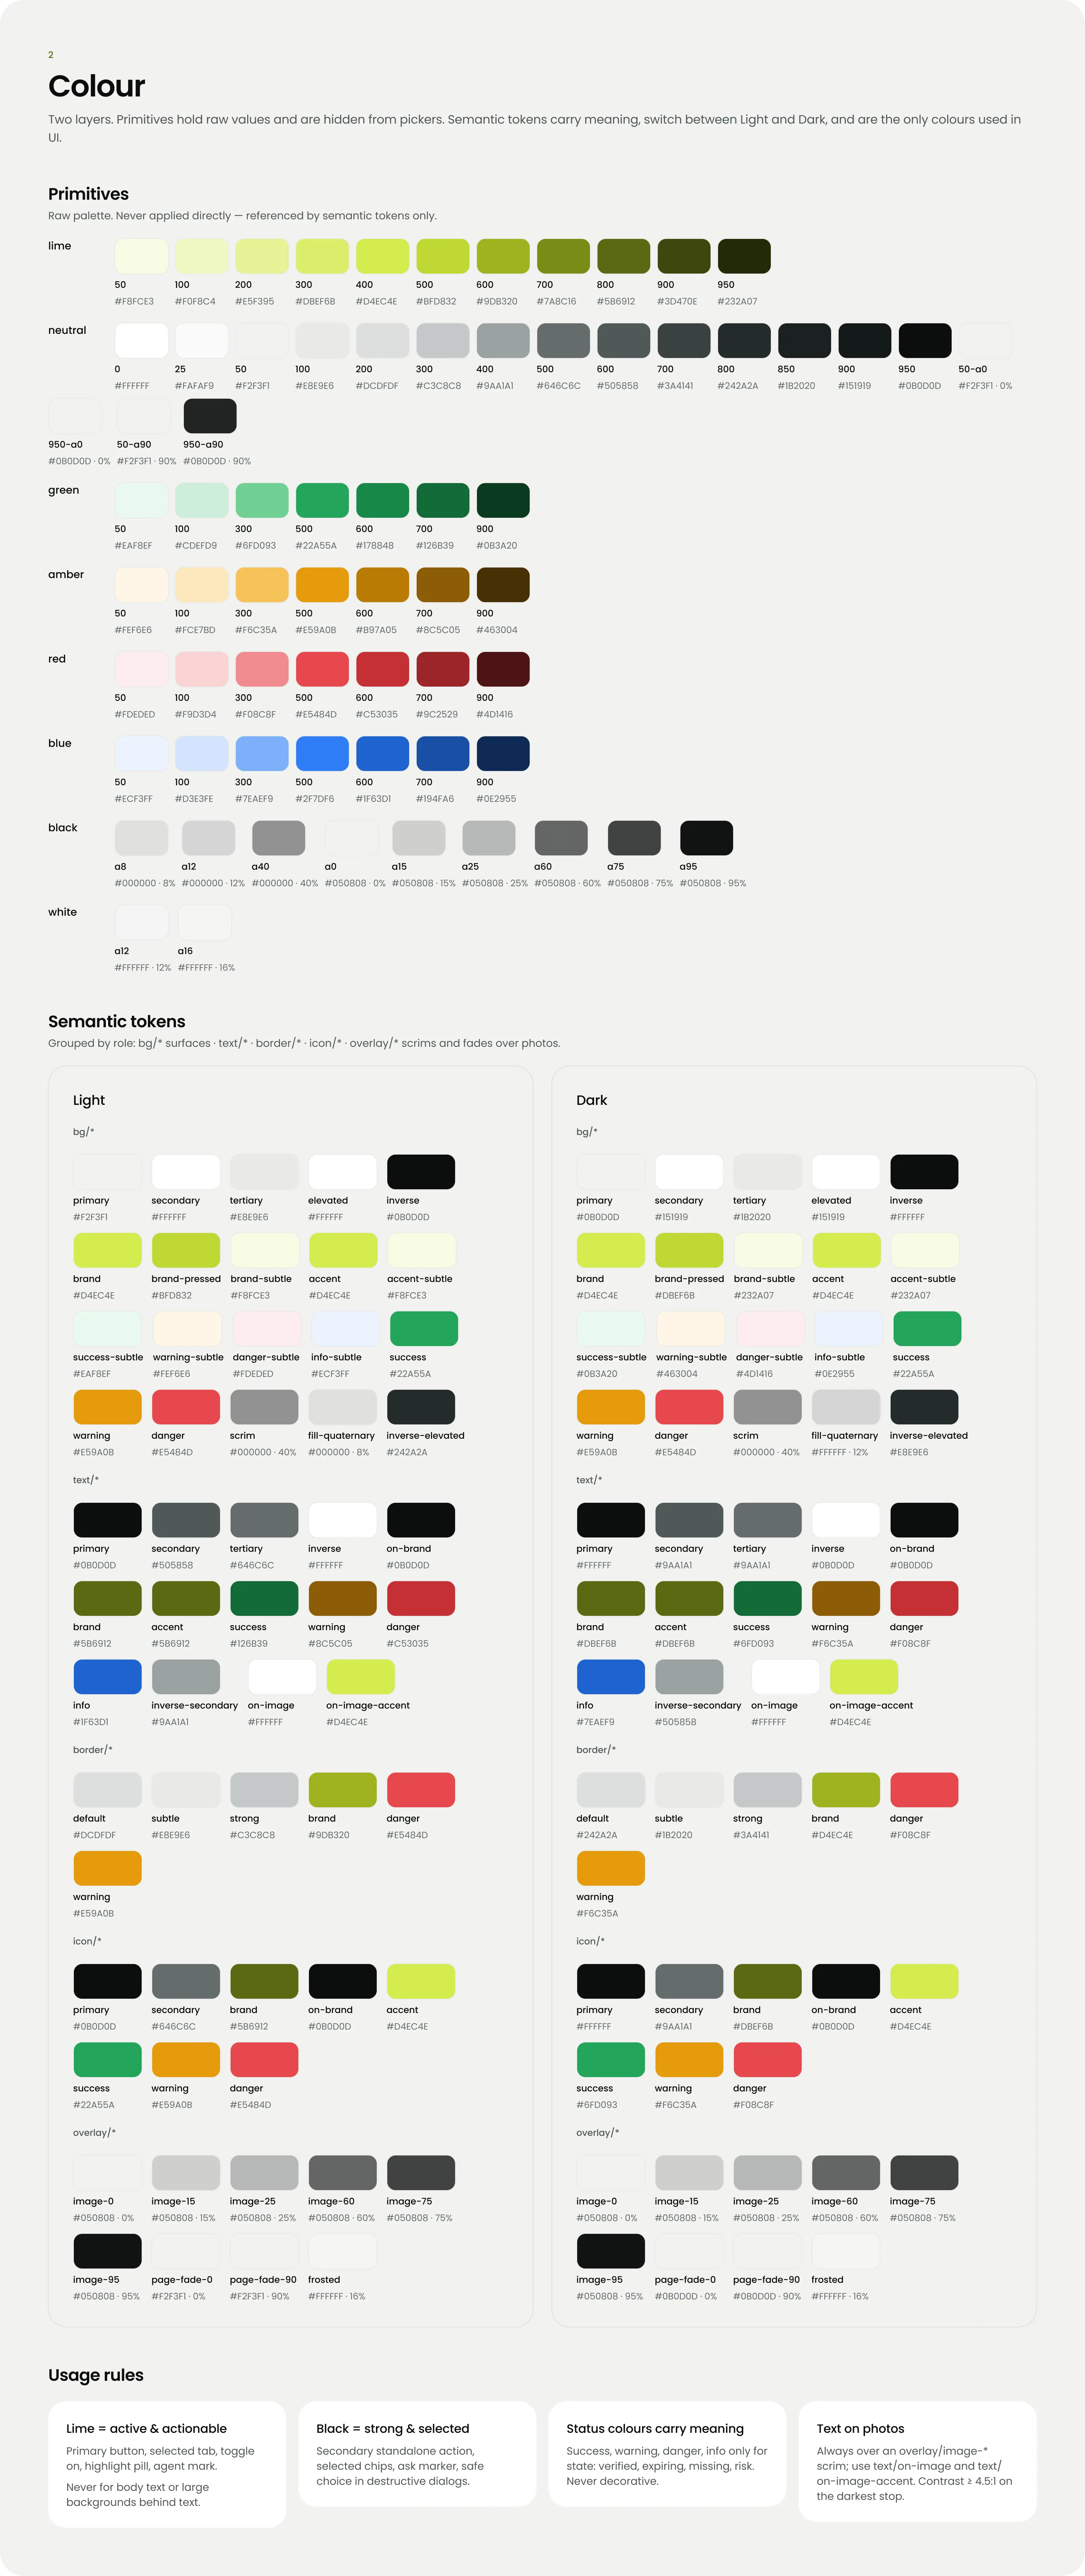 2
Colour
Two layers. Primitives hold raw values and are hidden from pickers. Semantic tokens carry meaning, switch between Light and Dark, and are the only colours used in
UI.
Primitives
Raw palette. Never applied directly — referenced by semantic tokens only.
lime
50 100 200 300 400 500 600 700 800 900 950
#F8FCE3 #F0F8C4 #E5F395 #DBEF6B #D4EC4E #BFD832 #9DB320 #7A8C16 #5B6912 #3D470E #232A07
neutral
0 25 50 100 200 300 400 500 600 700 800 850 900 950 50-a0
#FFFFFF #FAFAF9 #F2F3F1 #E8E9E6 #DCDFDF #C3C8C8 #9AA1A1 #646C6C #505858 #3A4141 #242A2A #1B2020 #151919 #0B0D0D #F2F3F1 · 0%
950-a0 50-a90 950-a90
#0B0D0D · 0% #F2F3F1 · 90% #0B0D0D · 90%
green
50 100 300 500 600 700 900
#EAF8EF #CDEFD9 #6FD093 #22A55A #178848 #126B39 #0B3A20
amber
50 100 300 500 600 700 900
#FEF6E6 #FCE7BD #F6C35A #E59A0B #B97A05 #8C5C05 #463004
red
50 100 300 500 600 700 900
#FDEDED #F9D3D4 #F08C8F #E5484D #C53035 #9C2529 #4D1416
blue
50 100 300 500 600 700 900
#ECF3FF #D3E3FE #7EAEF9 #2F7DF6 #1F63D1 #194FA6 #0E2955
black
a8 a12 a40 a0 a15 a25 a60 a75 a95
#000000 · 8% #000000 · 12% #000000 · 40% #050808 · 0% #050808 · 15% #050808 · 25% #050808 · 60% #050808 · 75% #050808 · 95%
white
a12 a16
#FFFFFF · 12% #FFFFFF · 16%
Semantic tokens
Grouped by role: bg/* surfaces · text/* · border/* · icon/* · overlay/* scrims and fades over photos.
Light
bg/*
primary secondary tertiary elevated inverse
#F2F3F1 #FFFFFF #E8E9E6 #FFFFFF #0B0D0D
brand brand-pressed brand-subtle accent accent-subtle
#D4EC4E #BFD832 #F8FCE3 #D4EC4E #F8FCE3
success-subtle warning-subtle danger-subtle info-subtle success
#EAF8EF #FEF6E6 #FDEDED #ECF3FF #22A55A
warning danger scrim fill-quaternary inverse-elevated
#E59A0B #E5484D #000000 · 40% #000000 · 8% #242A2A
text/*
primary secondary tertiary inverse on-brand
#0B0D0D #505858 #646C6C #FFFFFF #0B0D0D
brand accent success warning danger
#5B6912 #5B6912 #126B39 #8C5C05 #C53035
info inverse-secondary on-image on-image-accent
#1F63D1 #9AA1A1 #FFFFFF #D4EC4E
border/*
default subtle strong brand danger
#DCDFDF #E8E9E6 #C3C8C8 #9DB320 #E5484D
warning
#E59A0B
icon/*
primary secondary brand on-brand accent
#0B0D0D #646C6C #5B6912 #0B0D0D #D4EC4E
success warning danger
#22A55A #E59A0B #E5484D
overlay/*
image-0 image-15 image-25 image-60 image-75
#050808 · 0% #050808 · 15% #050808 · 25% #050808 · 60% #050808 · 75%
image-95 page-fade-0 page-fade-90 frosted
#050808 · 95% #F2F3F1 · 0% #F2F3F1 · 90% #FFFFFF · 16%
Dark
bg/*
primary secondary tertiary elevated inverse
#0B0D0D #151919 #1B2020 #151919 #FFFFFF
brand brand-pressed brand-subtle accent accent-subtle
#D4EC4E #DBEF6B #232A07 #D4EC4E #232A07
success-subtle warning-subtle danger-subtle info-subtle success
#0B3A20 #463004 #4D1416 #0E2955 #22A55A
warning danger scrim fill-quaternary inverse-elevated
#E59A0B #E5484D #000000 · 40% #FFFFFF · 12% #E8E9E6
text/*
primary secondary tertiary inverse on-brand
#FFFFFF #9AA1A1 #9AA1A1 #0B0D0D #0B0D0D
brand accent success warning danger
#DBEF6B #DBEF6B #6FD093 #F6C35A #F08C8F
info inverse-secondary on-image on-image-accent
#7EAEF9 #505858 #FFFFFF #D4EC4E
border/*
default subtle strong brand danger
#242A2A #1B2020 #3A4141 #D4EC4E #F08C8F
warning
#F6C35A
icon/*
primary secondary brand on-brand accent
#FFFFFF #9AA1A1 #DBEF6B #0B0D0D #D4EC4E
success warning danger
#6FD093 #F6C35A #F08C8F
overlay/*
image-0 image-15 image-25 image-60 image-75
#050808 · 0% #050808 · 15% #050808 · 25% #050808 · 60% #050808 · 75%
image-95 page-fade-0 page-fade-90 frosted
#050808 · 95% #0B0D0D · 0% #0B0D0D · 90% #FFFFFF · 16%
Usage rules
Lime = active & actionable
Primary button, selected tab, toggle
on, highlight pill, agent mark.
Never for body text or large
backgrounds behind text.
Black = strong & selected
Secondary standalone action,
selected chips, ask marker, safe
choice in destructive dialogs.
Status colours carry meaning
Success, warning, danger, info only for
state: verified, expiring, missing, risk.
Never decorative.
Text on photos
Always over an overlay/image-*
scrim; use text/on-image and text/
on-image-accent. Contrast ≥ 4.5:1 on
the darkest stop.